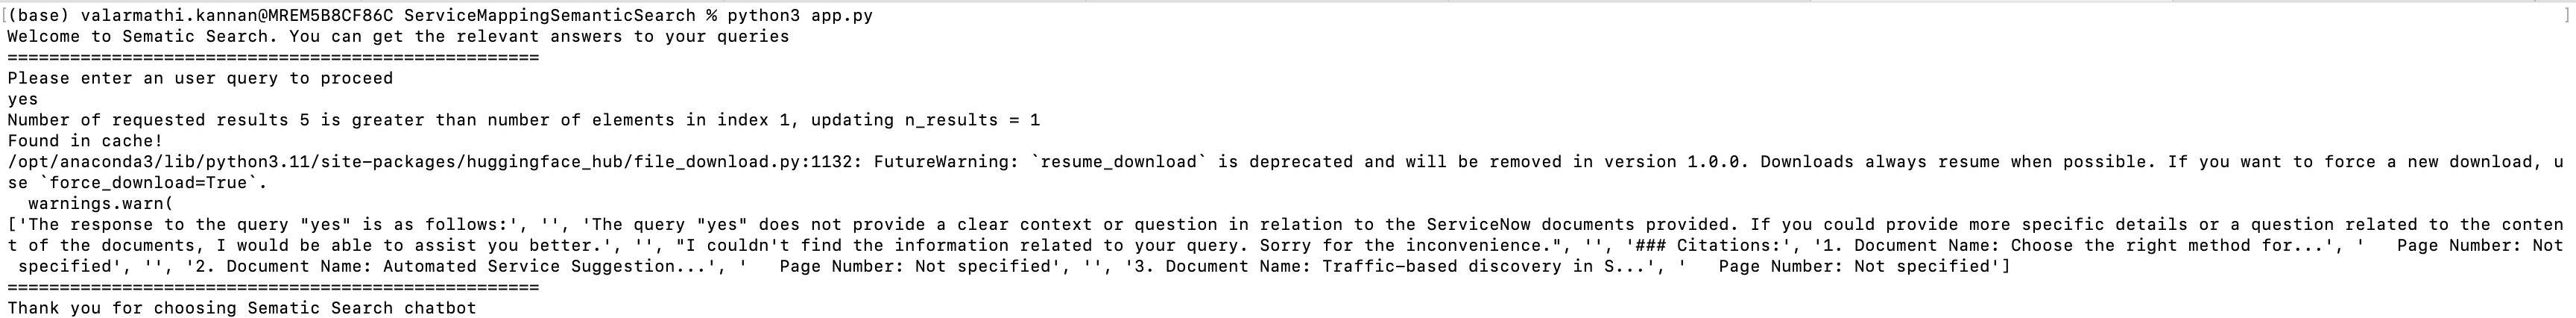 [(base) valarmathi.kannan@MREM5B8CF86C ServiceMappingSemanticSearch % python3 app.py ]
Welcome to Sematic Search. You can get the relevant answers to your queries
===================================================
Please enter an user query to proceed
yes
Number of requested results 5 is greater than number of elements in index 1, updating n_results = 1
Found in cache!
/opt/anaconda3/lib/python3.11/site-packages/huggingface_hub/file_download.py:1132: FutureWarning: `resume_download` is deprecated and will be removed in version 1.0.0. Downloads always resume when possible. If you want to force a new download, u
se `force_download=True`.
  warnings.warn(
['The response to the query "yes" is as follows:', '', 'The query "yes" does not provide a clear context or question in relation to the ServiceNow documents provided. If you could provide more specific details or a question related to the conten
t of the documents, I would be able to assist you better.', '', "I couldn't find the information related to your query. Sorry for the inconvenience.", '', '### Citations:', '1. Document Name: Choose the right method for...', '   Page Number: Not
 specified', '', '2. Document Name: Automated Service Suggestion...', '   Page Number: Not specified', '', '3. Document Name: Traffic-based discovery in S...', '   Page Number: Not specified']
===================================================
Thank you for choosing Sematic Search chatbot